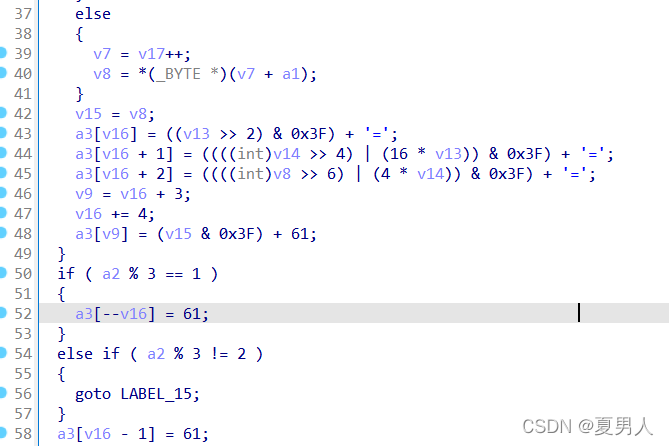 37 else
38 {
39 v7 = v17++;
40 v8 = *(_BYTE *)(v7 + a1);
41 }
42 v15 = v8;
43 a3[v16] = ((v13 >> 2) & 0x3F) + '=';
44 a3[v16 + 1] = ((((int)v14 >> 4) | (16 * v13)) & 0x3F) + '=';
45 a3[v16 + 2] = ((((int)v8 >> 6) | (4 * v14)) & 0x3F) + '=';
46 v9 = v16 + 3;
47 v16 += 4;
48 a3[v9] = (v15 & 0x3F) + 61;
49 }
50 if ( a2 % 3 == 1 )
51 {
52 a3[--v16] = 61;
53 }
54 else if ( a2 % 3 != 2 )
55 {
56 goto LABEL_15;
57 }
58 a3[v16 - 1] = 61;
CSDN @夏男人